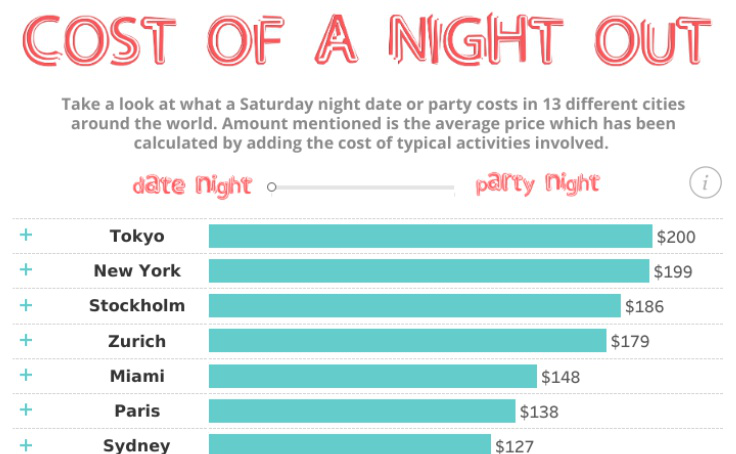 COST OF A NIGHT OUT
Take a look at what a Saturday night date or party costs in 13 different cities
around the world. Amount mentioned is the average price which has been
calculated by adding the cost of typical activities involved.
date night party night i
+ Tokyo $200
+ New York $199
+ Stockholm $186
+ Zurich $179
+ Miami $148
+ Paris $138
+ Sydney $127